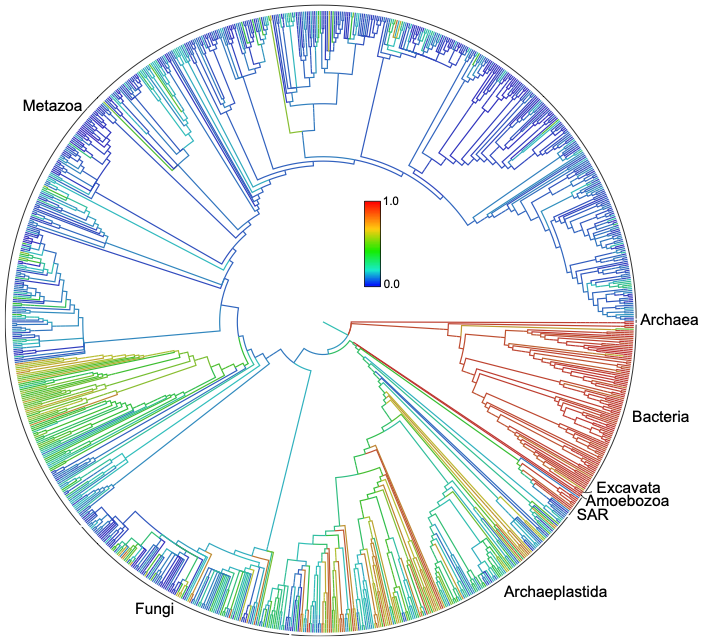 Metazoa
1.0
0.0
Archaea
Bacteria
Excavata
Amoebozoa
SAR
Archaeplastida
Fungi